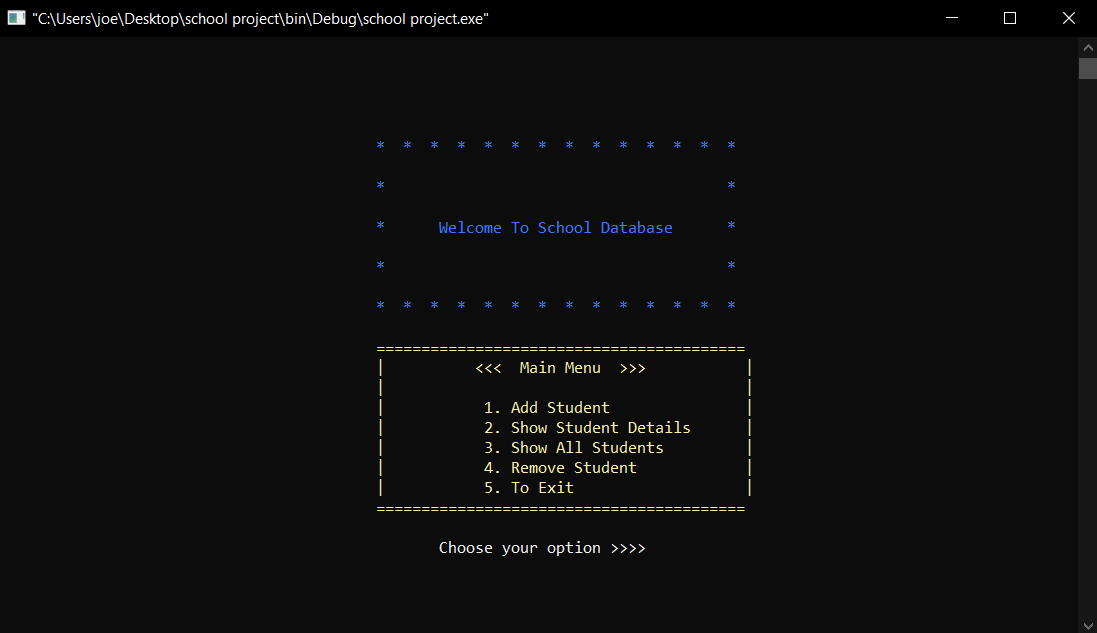 "C:\Users\joe\Desktop\school project\bin\Debug\school project.exe"
* * * * * * * * * * * * * *
* *
* Welcome To School Database *
* *
* * * * * * * * * * * * * *
=========================================
| <<< Main Menu >>> |
| |
| 1. Add Student |
| 2. Show Student Details |
| 3. Show All Students |
| 4. Remove Student |
| 5. To Exit |
=========================================
Choose your option >>>>